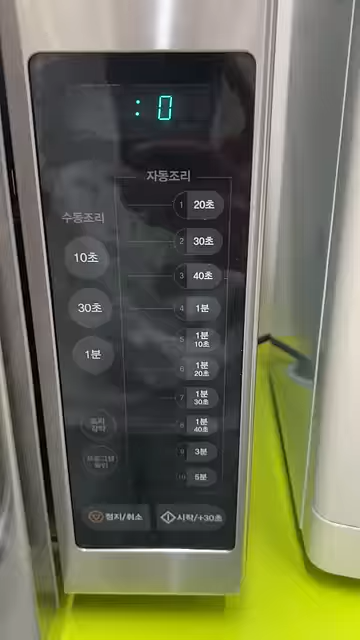 :0
자동조리
수동조리
1 20초
2 30초
10초
3 40초
30초
4 1분
5 1분 10초
1분
6 1분 20초
7 1분 30초
8 1분 40초
9 3분
10 5분
정지/취소
시작/+30초